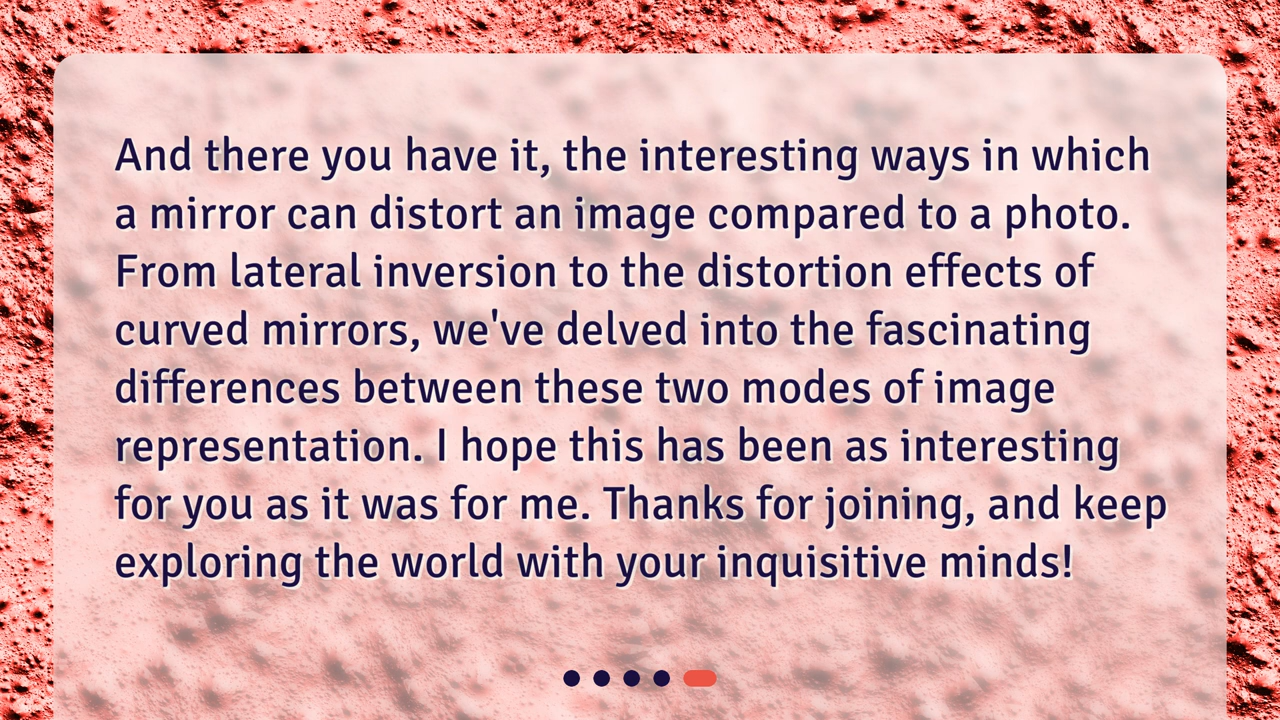 And there you have it, the interesting ways in which
a mirror can distort an image compared to a photo.
From lateral inversion to the distortion effects of
curved mirrors, we've delved into the fascinating
differences between these two modes of image
representation. I hope this has been as interesting
for you as it was for me. Thanks for joining, and keep
exploring the world with your inquisitive minds!